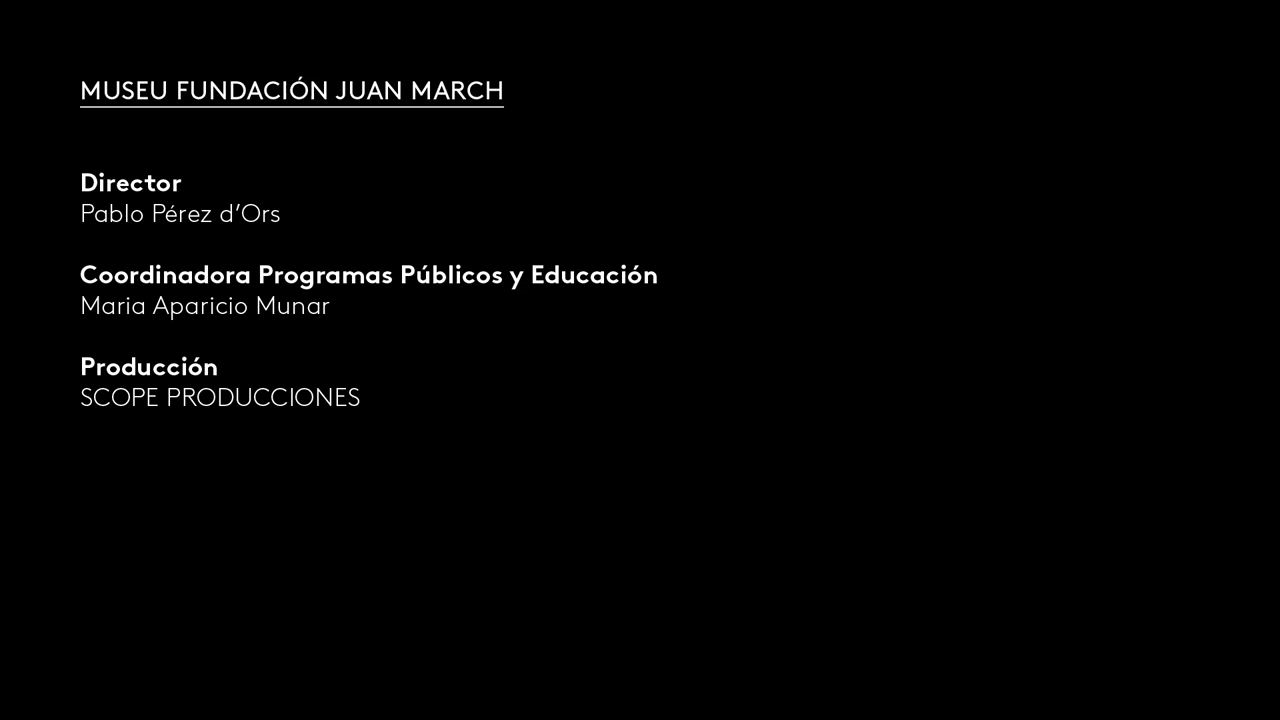 MUSEU FUNDACIÓN JUAN MARCH
Director
Pablo Pérez d’Ors
Coordinadora Programas Públicos y Educación
Maria Aparicio Munar
Producción
SCOPE PRODUCCIONES